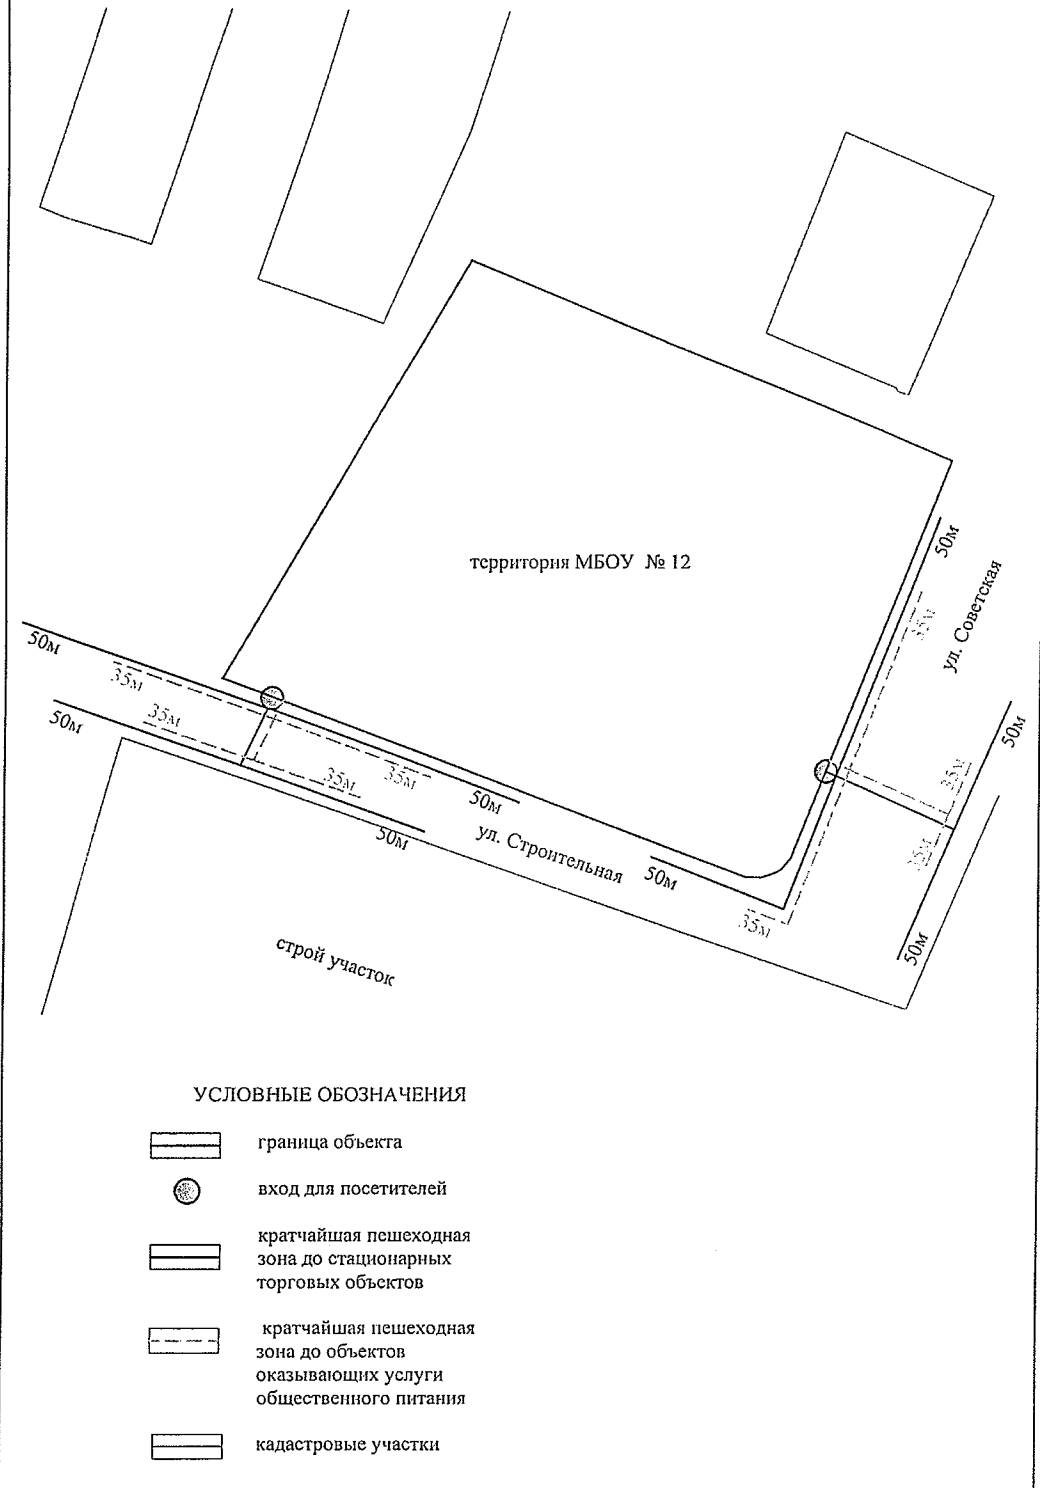 территория МБОУ № 12
50м
35м
ул. Советская
50м
35м
35м
50м
50м
35м
50м
35м
35м
35м
50м
50м
ул. Строительная
50м
35м
строй участок
УСЛОВНЫЕ ОБОЗНАЧЕНИЯ
граница объекта
вход для посетителей
кратчайшая пешеходная
зона до стационарных
торговых объектов
кратчайшая пешеходная
зона до объектов
оказывающих услуги
общественного питания
кадастровые участки